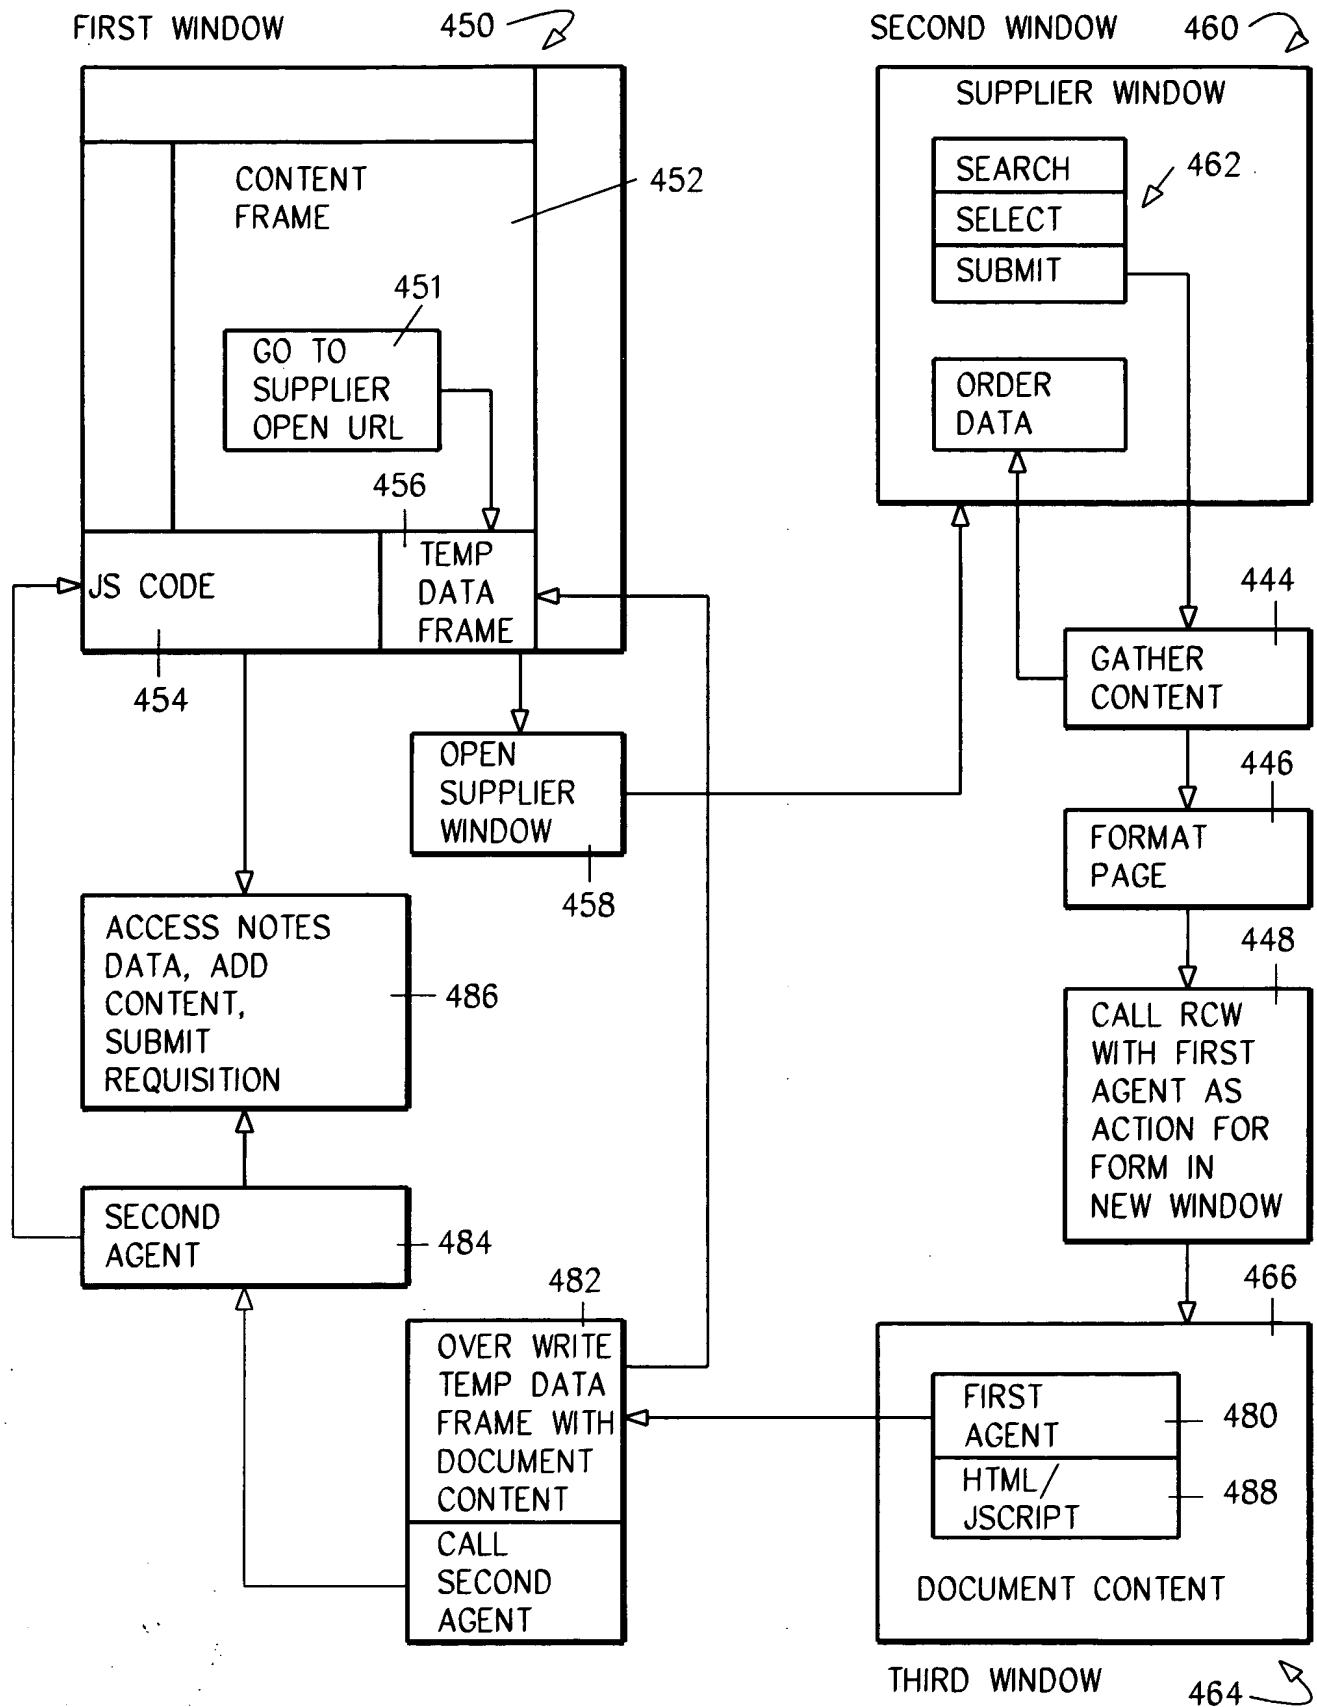 FIRST WINDOW
450
CONTENT
FRAME
452
451
GO TO
SUPPLIER
OPEN URL
456
TEMP
DATA
FRAME
JS CODE
454
OPEN
SUPPLIER
WINDOW
458
ACCESS NOTES
DATA, ADD
CONTENT,
SUBMIT
REQUISITION
486
SECOND
AGENT
484
482
OVER WRITE
TEMP DATA
FRAME WITH
DOCUMENT
CONTENT
CALL
SECOND
AGENT
SECOND WINDOW
460
SUPPLIER WINDOW
SEARCH
SELECT
SUBMIT
462
ORDER
DATA
444
GATHER
CONTENT
446
FORMAT
PAGE
448
CALL RCW
WITH FIRST
AGENT AS
ACTION FOR
FORM IN
NEW WINDOW
466
FIRST
AGENT
480
HTML/
JSCRIPT
488
DOCUMENT CONTENT
THIRD WINDOW
464